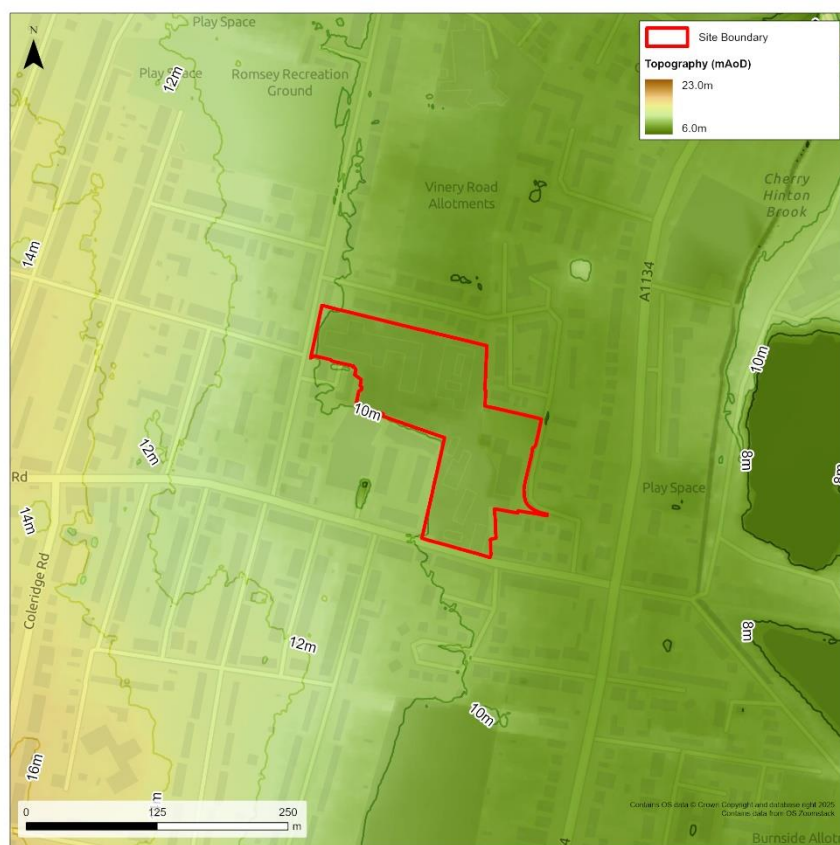 Play Space
N
12m
Play Space
Romsey Recreation
Ground
Site Boundary
Topography (mAoD)
23.0m
6.0m
Vinery Road
Allotments
Cherry
Hinton
Brook
14m
A1134
10m
10m
12m
8m
8m
Rd
Play Space
14m
Coleridge Rd
12m
8m
10m
16m
m
0
125
250
m
Contains OS data © Crown Copyright and database right 2025
Contains data from OS Zoomstack
4
Burnside Allot